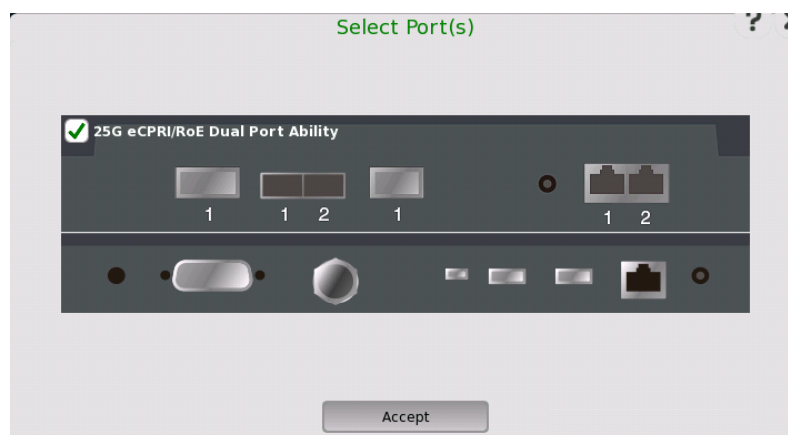 Select Port(s)
?
25G eCPRI/RoE Dual Port Ability
1 1 2 1 1 2
Accept